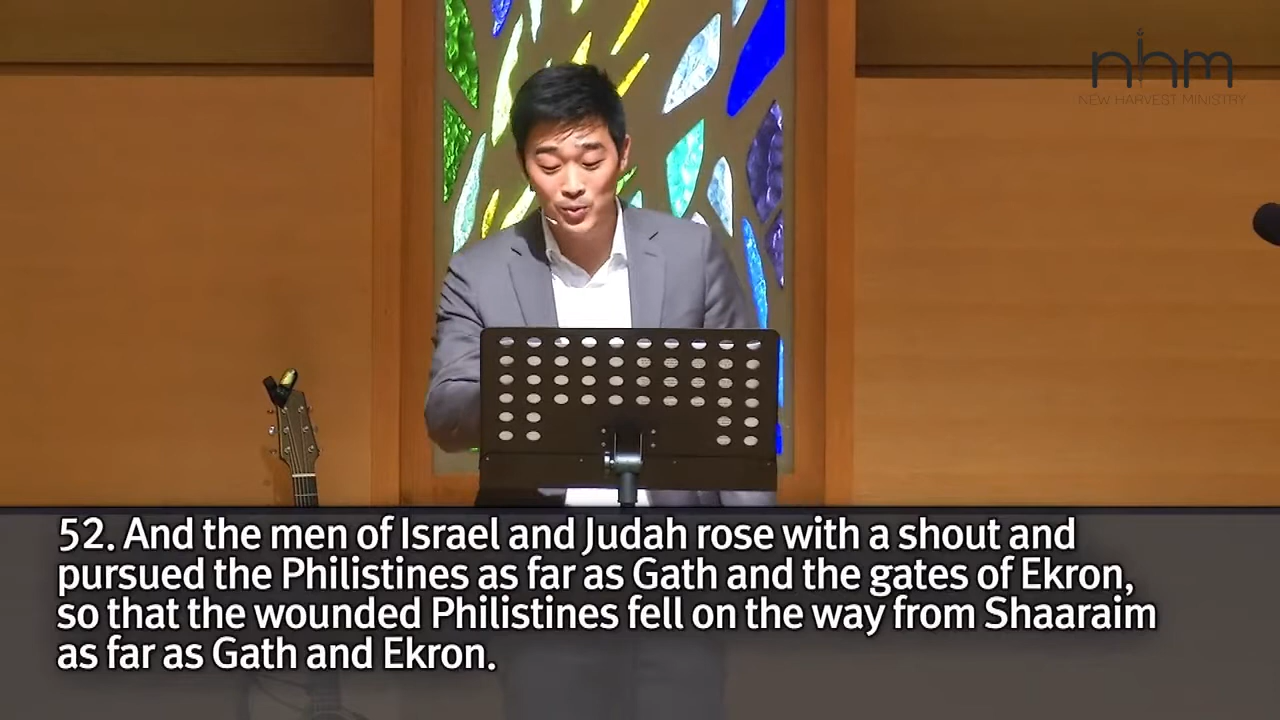 nhm
NEW HARVEST MINISTRY
52. And the men of Israel and Judah rose with a shout and
pursued the Philistines as far as Gath and the gates of Ekron,
so that the wounded Philistines fell on the way from Shaaraim
as far as Gath and Ekron.